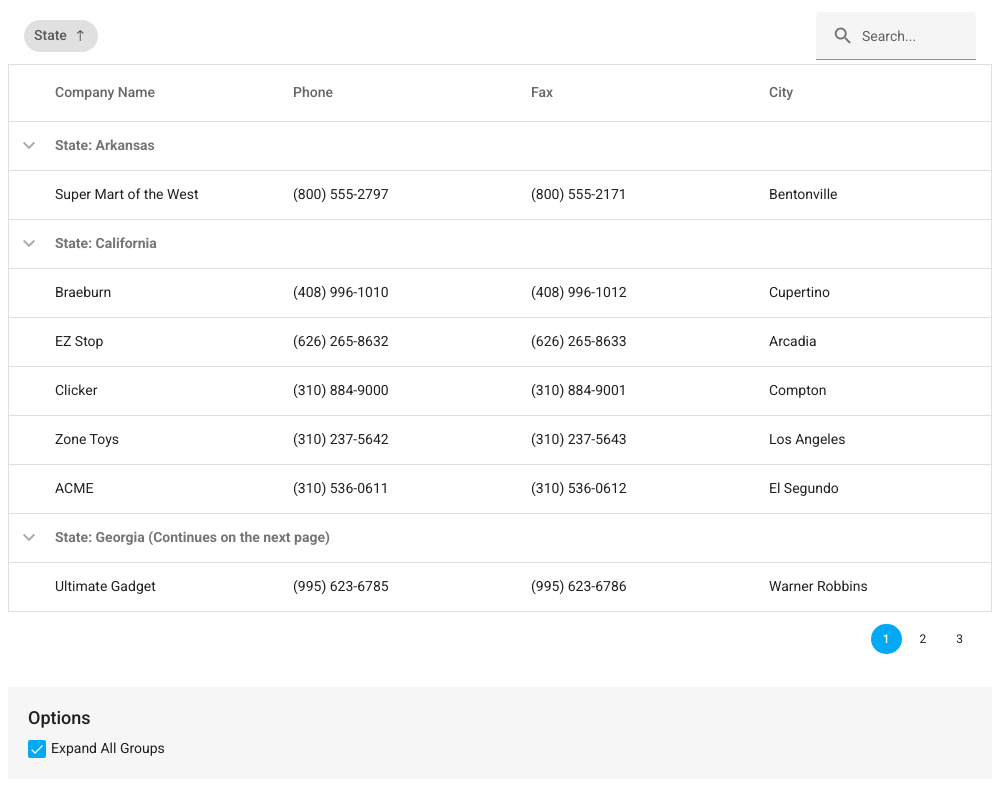 State ↑ Search...
Company Name Phone Fax City
State: Arkansas
Super Mart of the West (800) 555-2797 (800) 555-2171 Bentonville
State: California
Braeburn (408) 996-1010 (408) 996-1012 Cupertino
EZ Stop (626) 265-8632 (626) 265-8633 Arcadia
Clicker (310) 884-9000 (310) 884-9001 Compton
Zone Toys (310) 237-5642 (310) 237-5643 Los Angeles
ACME (310) 536-0611 (310) 536-0612 El Segundo
State: Georgia (Continues on the next page)
Ultimate Gadget (995) 623-6785 (995) 623-6786 Warner Robbins
1 2 3
Options
Expand All Groups